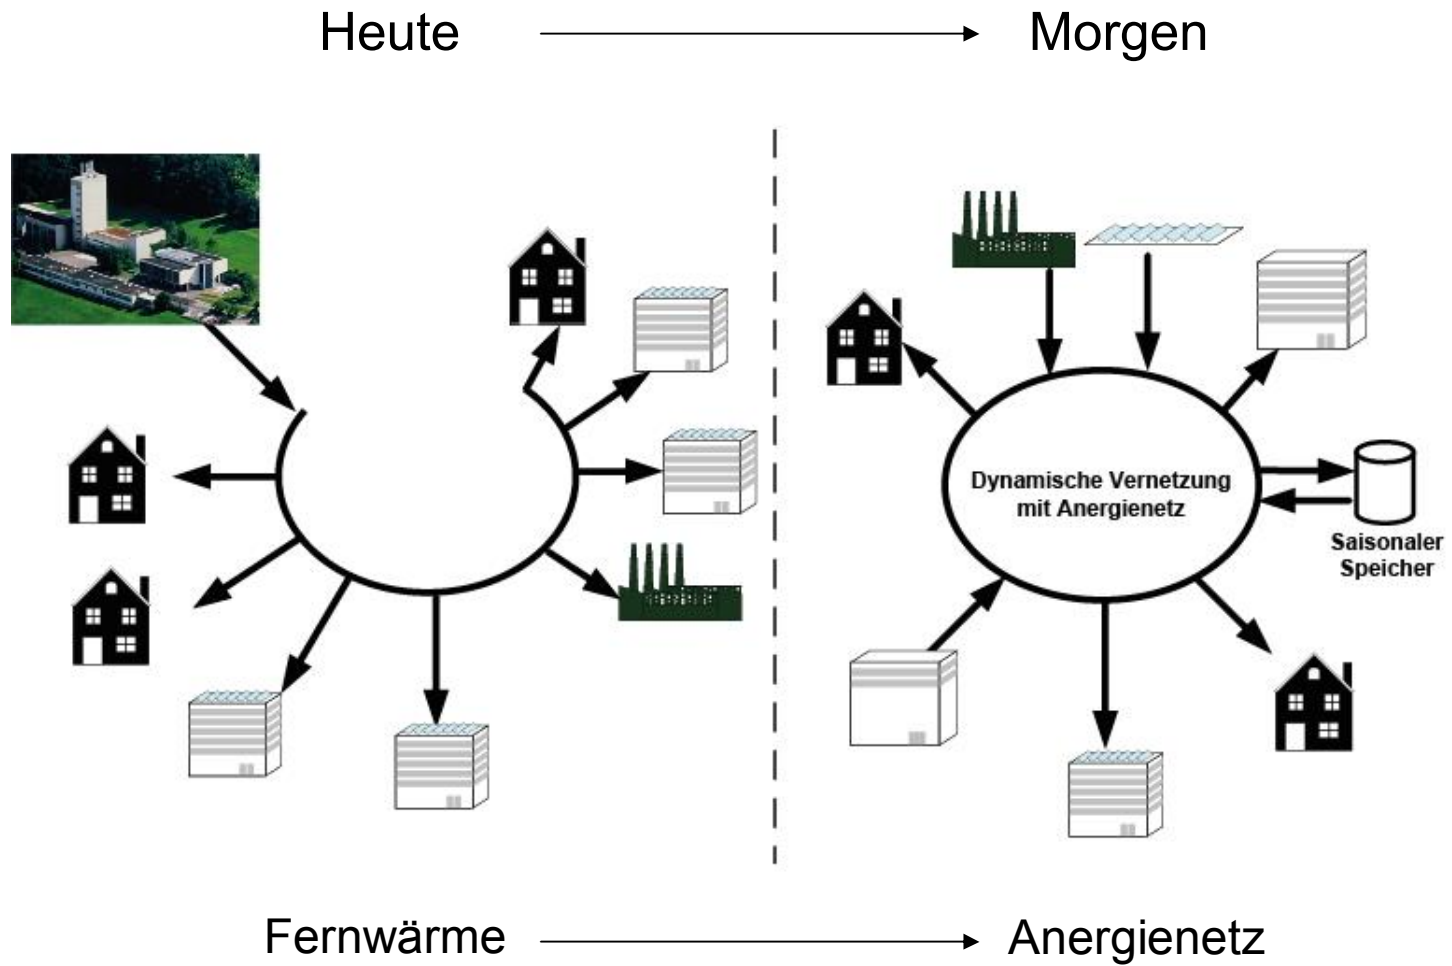 Heute
Morgen
Dynamische Vernetzung
mit Anergienetz
Saisonaler
Speicher
Fernwärme
Anergienetz